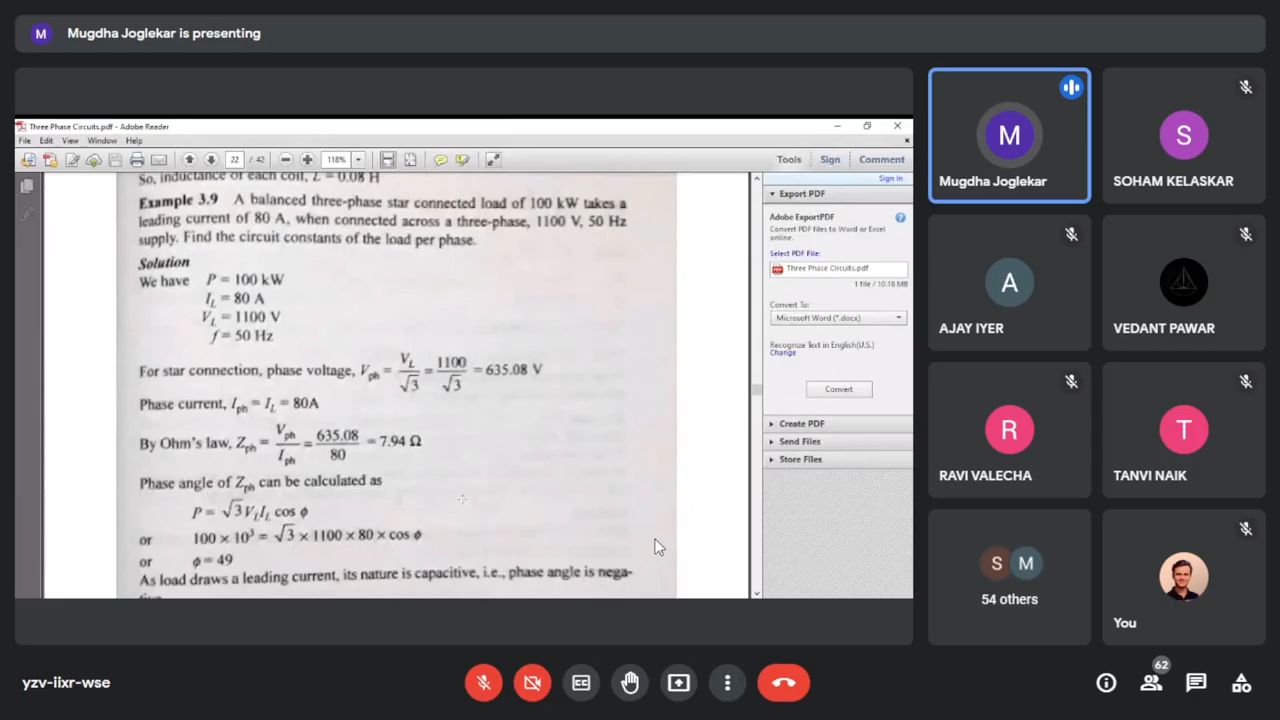 M
Mugdha Joglekar is presenting
Three Phase Circuits.pdf - Adobe Reader
File Edit View Window Help
22 / 42 118%
Tools Sign Comment
So, inductance of each coil, L = 0.08 H
Example 3.9 A balanced three-phase star connected load of 100 kW takes a
leading current of 80 A, when connected across a three-phase, 1100 V, 50 Hz
supply. Find the circuit constants of the load per phase.
Solution
We have P = 100 kW
I_L = 80 A
V_L = 1100 V
f = 50 Hz
For star connection, phase voltage, V_ph = V_L/√3 = 1100/√3 = 635.08 V
Phase current, I_ph = I_L = 80A
By Ohm's law, Z_ph = V_ph/I_ph = 635.08/80 = 7.94 Ω
Phase angle of Z_ph can be calculated as
P = √3 V_L I_L cos ϕ
or 100 × 10³ = √3 × 1100 × 80 × cos ϕ
or ϕ = 49
As load draws a leading current, its nature is capacitive, i.e., phase angle is nega-
Sign In
Export PDF
Adobe ExportPDF
Convert PDF files to Word or Excel
online.
Select PDF File:
Three Phase Circuits.pdf
1 file / 10.18 MB
Convert To:
Microsoft Word (*.docx)
Recognize Text in English(U.S.)
Change
Convert
Create PDF
Send Files
Store Files
M
Mugdha Joglekar
S
SOHAM KELASKAR
A
AJAY IYER
VEDANT PAWAR
R
RAVI VALECHA
T
TANVI NAIK
S M
54 others
You
yzv-iixr-wse
CC
62